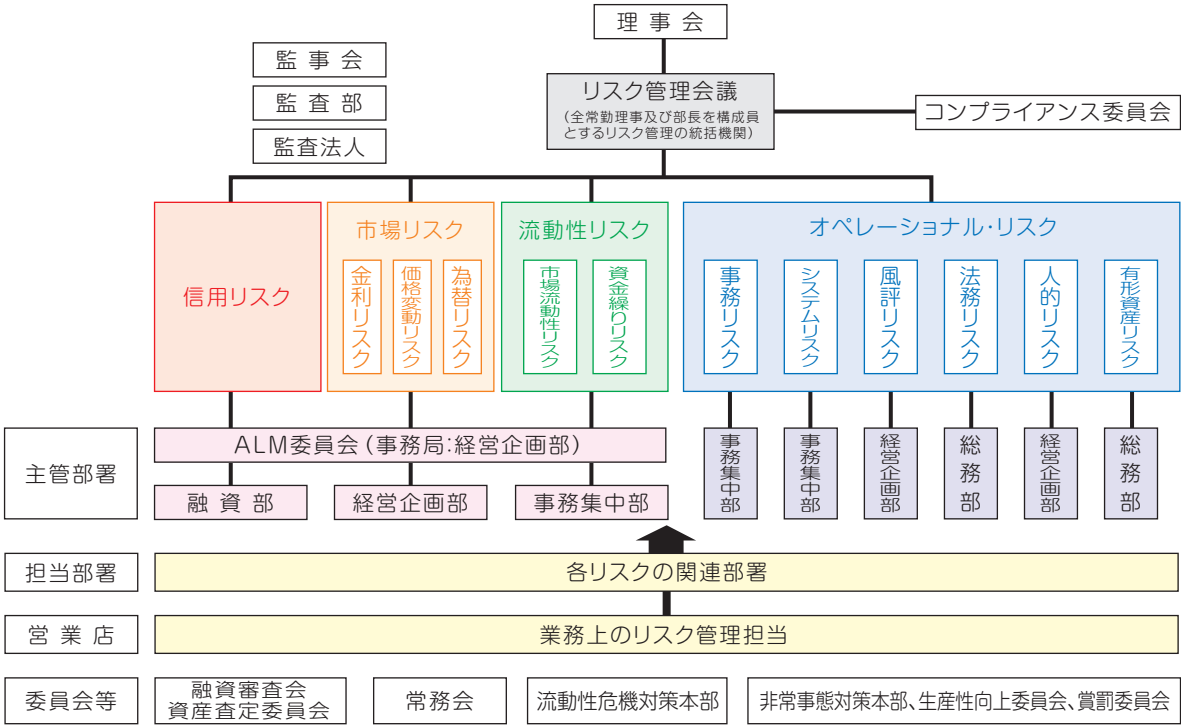 理事会
監事会
監査部
監査法人
リスク管理会議
（全常勤理事及び部長を構成員
とするリスク管理の統括機関）
コンプライアンス委員会
信用リスク
市場リスク
金利リスク
価格変動リスク
為替リスク
流動性リスク
市場流動性リスク
資金繰りリスク
オペレーショナル・リスク
事務リスク
システムリスク
風評リスク
法務リスク
人的リスク
有形資産リスク
主管部署
ALM委員会（事務局：経営企画部）
融資部
経営企画部
事務集中部
事務集中部
事務集中部
経営企画部
総務部
経営企画部
総務部
担当部署
各リスクの関連部署
営業店
業務上のリスク管理担当
委員会等
融資審査会
資産査定委員会
常務会
流動性危機対策本部
非常事態対策本部、生産性向上委員会、賞罰委員会